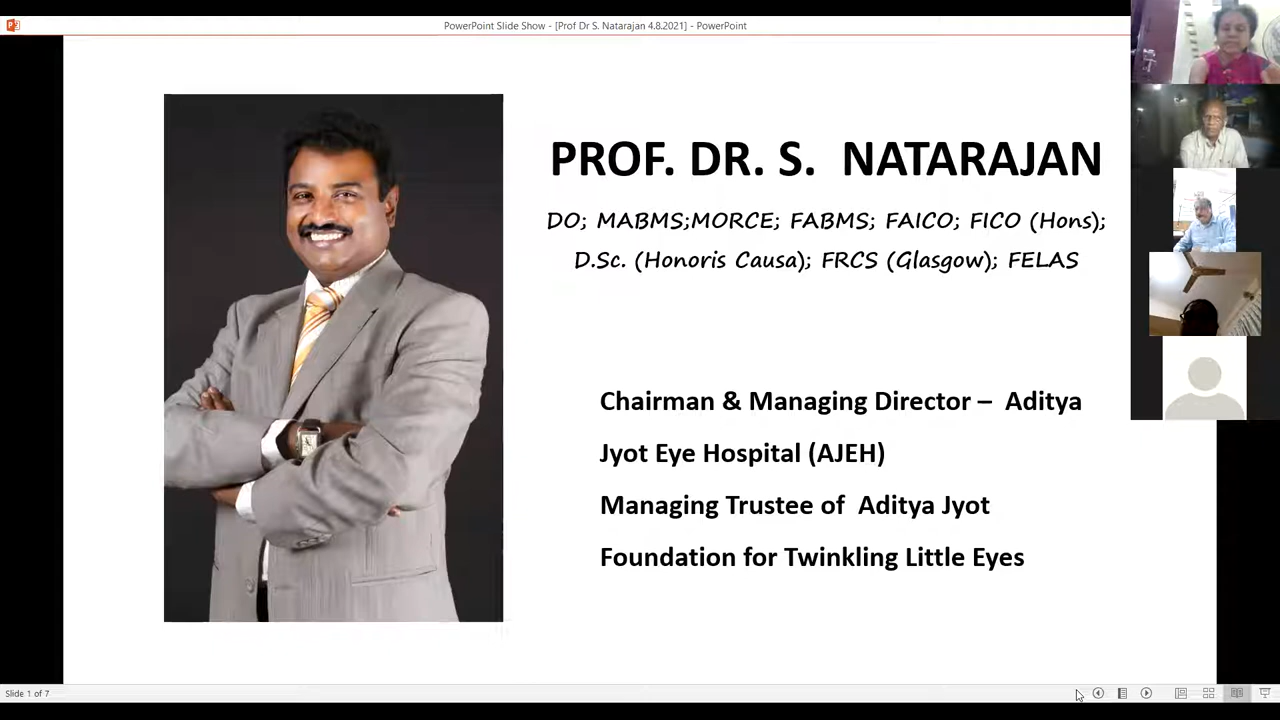 PowerPoint Slide Show - [Prof Dr S. Natarajan 4.8.2021] - PowerPoint
PROF. DR. S. NATARAJAN
DO; MABMS;MORCE; FABMS; FAICO; FICO (Hons);
D.Sc. (Honoris Causa); FRCS (Glasgow); FELAS
Chairman & Managing Director – Aditya
Jyot Eye Hospital (AJEH)
Managing Trustee of Aditya Jyot
Foundation for Twinkling Little Eyes
Slide 1 of 7